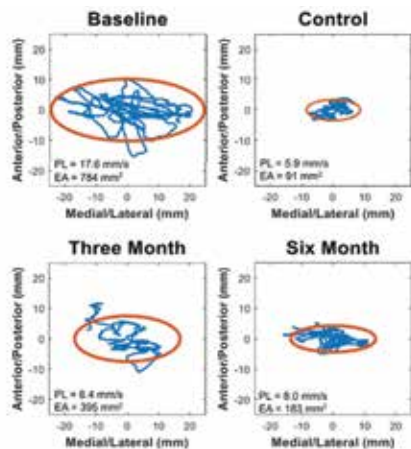 Baseline
Control
Anterior/Posterior (mm)
20
10
0
-10
-20
PL = 17.6 mm/s
EA = 784 mm²
-20 -10 0 10 20
Medial/Lateral (mm)
Anterior/Posterior (mm)
20
10
0
-10
-20
PL = 5.9 mm/s
EA = 91 mm²
-20 -10 0 10 20
Medial/Lateral (mm)
Three Month
Six Month
Anterior/Posterior (mm)
20
10
0
-10
-20
PL = 6.4 mm/s
EA = 395 mm²
-20 -10 0 10 20
Medial/Lateral (mm)
Anterior/Posterior (mm)
20
10
0
-10
-20
PL = 8.0 mm/s
EA = 183 mm²
-20 -10 0 10 20
Medial/Lateral (mm)